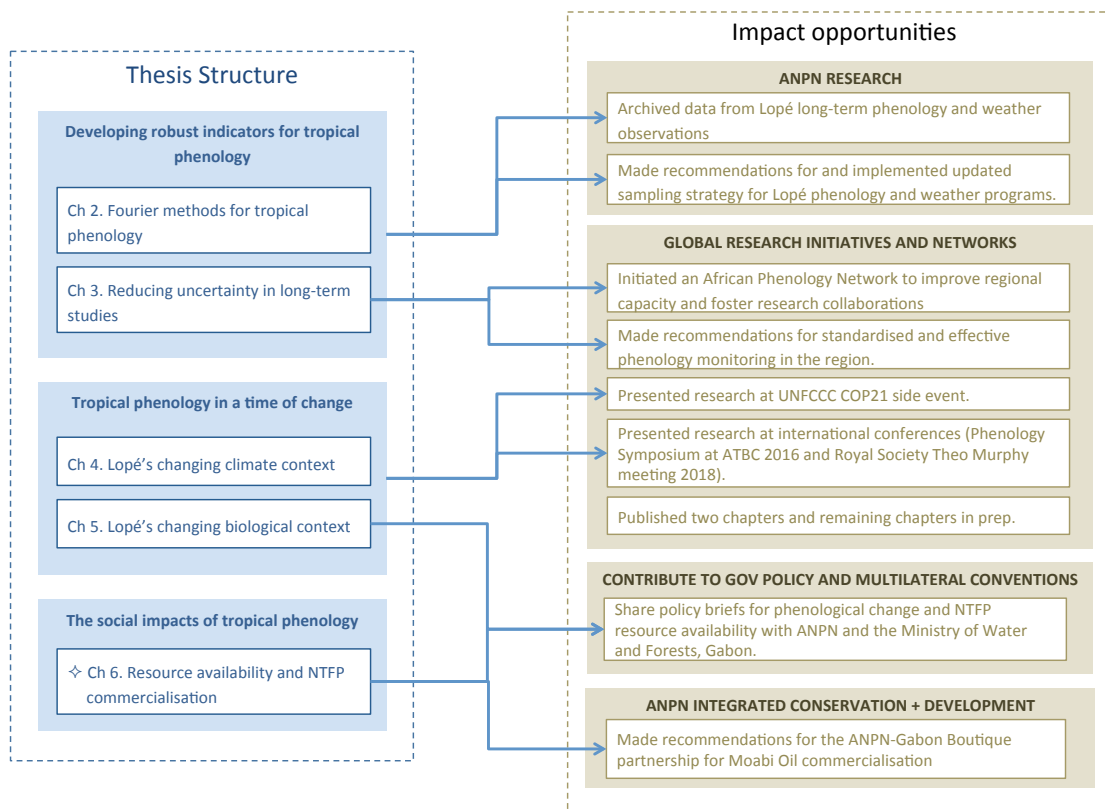 Thesis Structure
Developing robust indicators for tropical
phenology
Ch 2. Fourier methods for tropical
phenology
Ch 3. Reducing uncertainty in long-term
studies
Tropical phenology in a time of change
Ch 4. Lopé’s changing climate context
Ch 5. Lopé’s changing biological context
The social impacts of tropical phenology
✧ Ch 6. Resource availability and NTFP
commercialisation
Impact opportunities
ANPN RESEARCH
Archived data from Lopé long-term phenology and weather
observations
Made recommendations for and implemented updated
sampling strategy for Lopé phenology and weather programs.
GLOBAL RESEARCH INITIATIVES AND NETWORKS
Initiated an African Phenology Network to improve regional
capacity and foster research collaborations
Made recommendations for standardised and effective
phenology monitoring in the region.
Presented research at UNFCCC COP21 side event.
Presented research at international conferences (Phenology
Symposium at ATBC 2016 and Royal Society Theo Murphy
meeting 2018).
Published two chapters and remaining chapters in prep.
CONTRIBUTE TO GOV POLICY AND MULTILATERAL CONVENTIONS
Share policy briefs for phenological change and NTFP
resource availability with ANPN and the Ministry of Water
and Forests, Gabon.
ANPN INTEGRATED CONSERVATION + DEVELOPMENT
Made recommendations for the ANPN-Gabon Boutique
partnership for Moabi Oil commercialisation